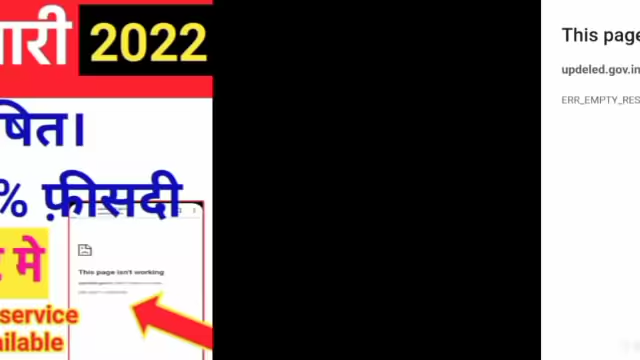 ारी 2022
षित।
% फ़ीसदी
मे
service
ailable
This page isn't working
This page
updeled.gov.in
ERR_EMPTY_RES